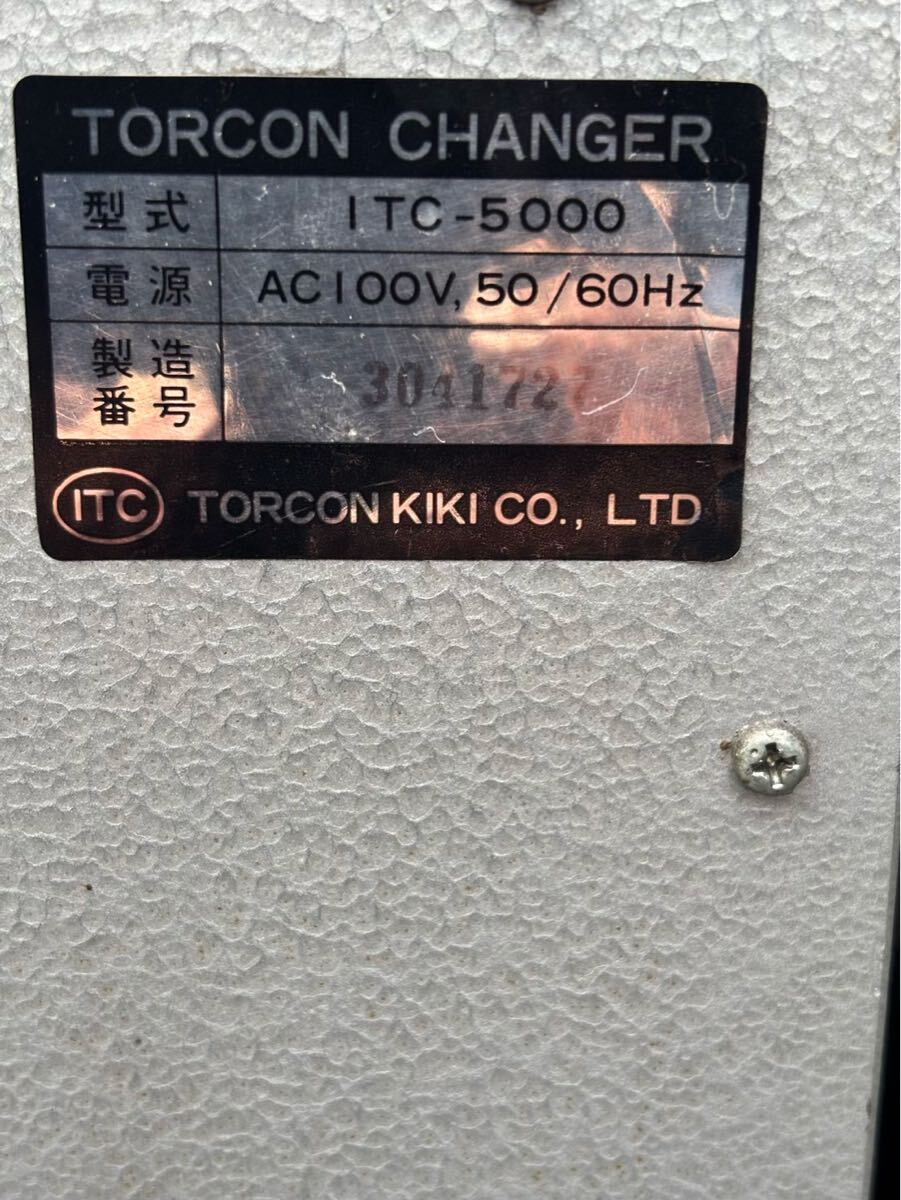 TORCON CHANGER
型式 ITC-5000
電源 AC100V, 50/60Hz
製造
番号 3041727
ITC TORCON KIKI CO., LTD